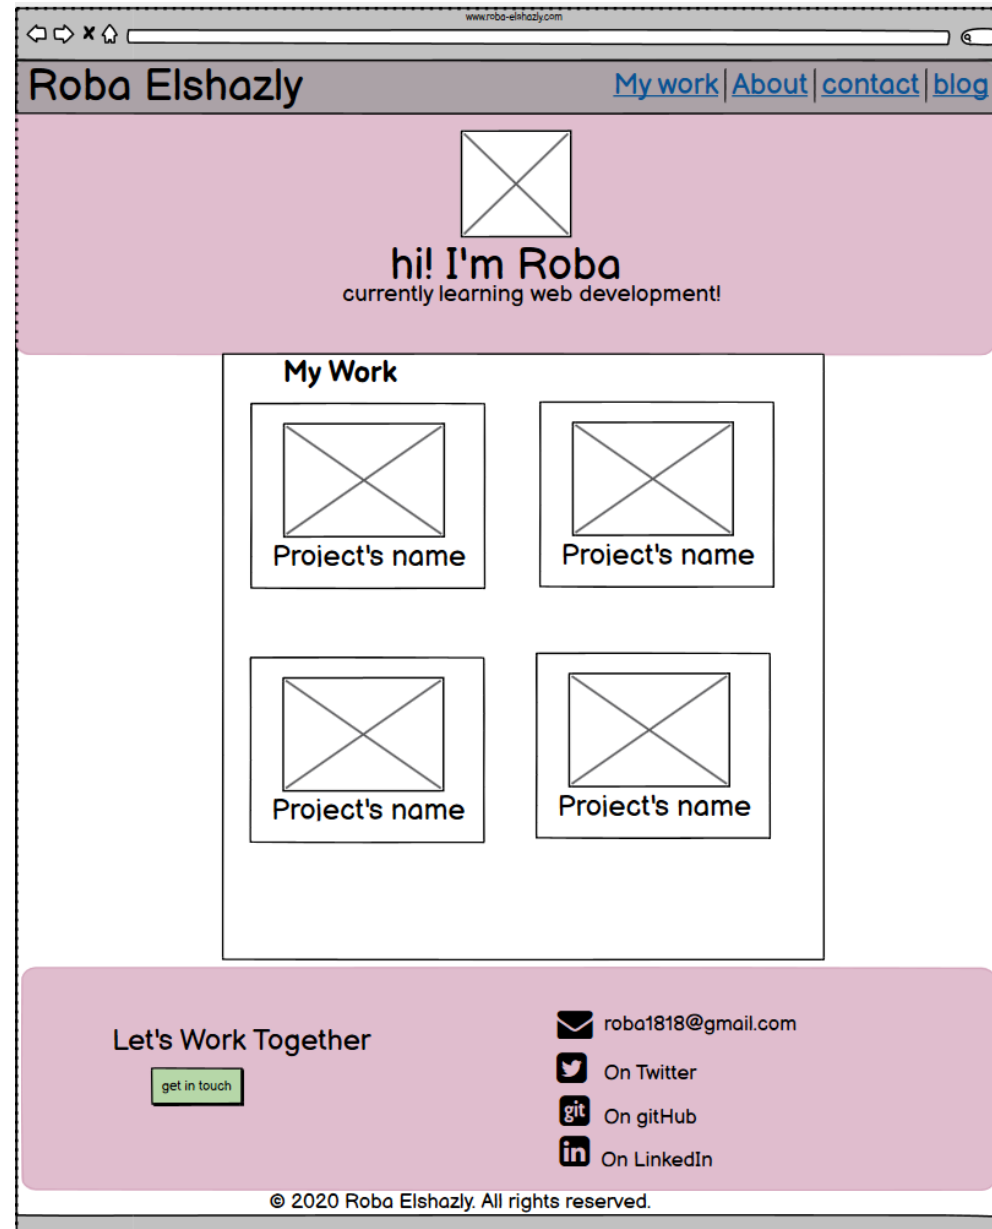 www.roba-elshazly.com
Roba Elshazly
My work | About | contact | blog
hi! I'm Roba
currently learning web development!
My Work
Project's name
Project's name
Project's name
Project's name
Let's Work Together
get in touch
roba1818@gmail.com
On Twitter
git On gitHub
in On LinkedIn
© 2020 Roba Elshazly. All rights reserved.